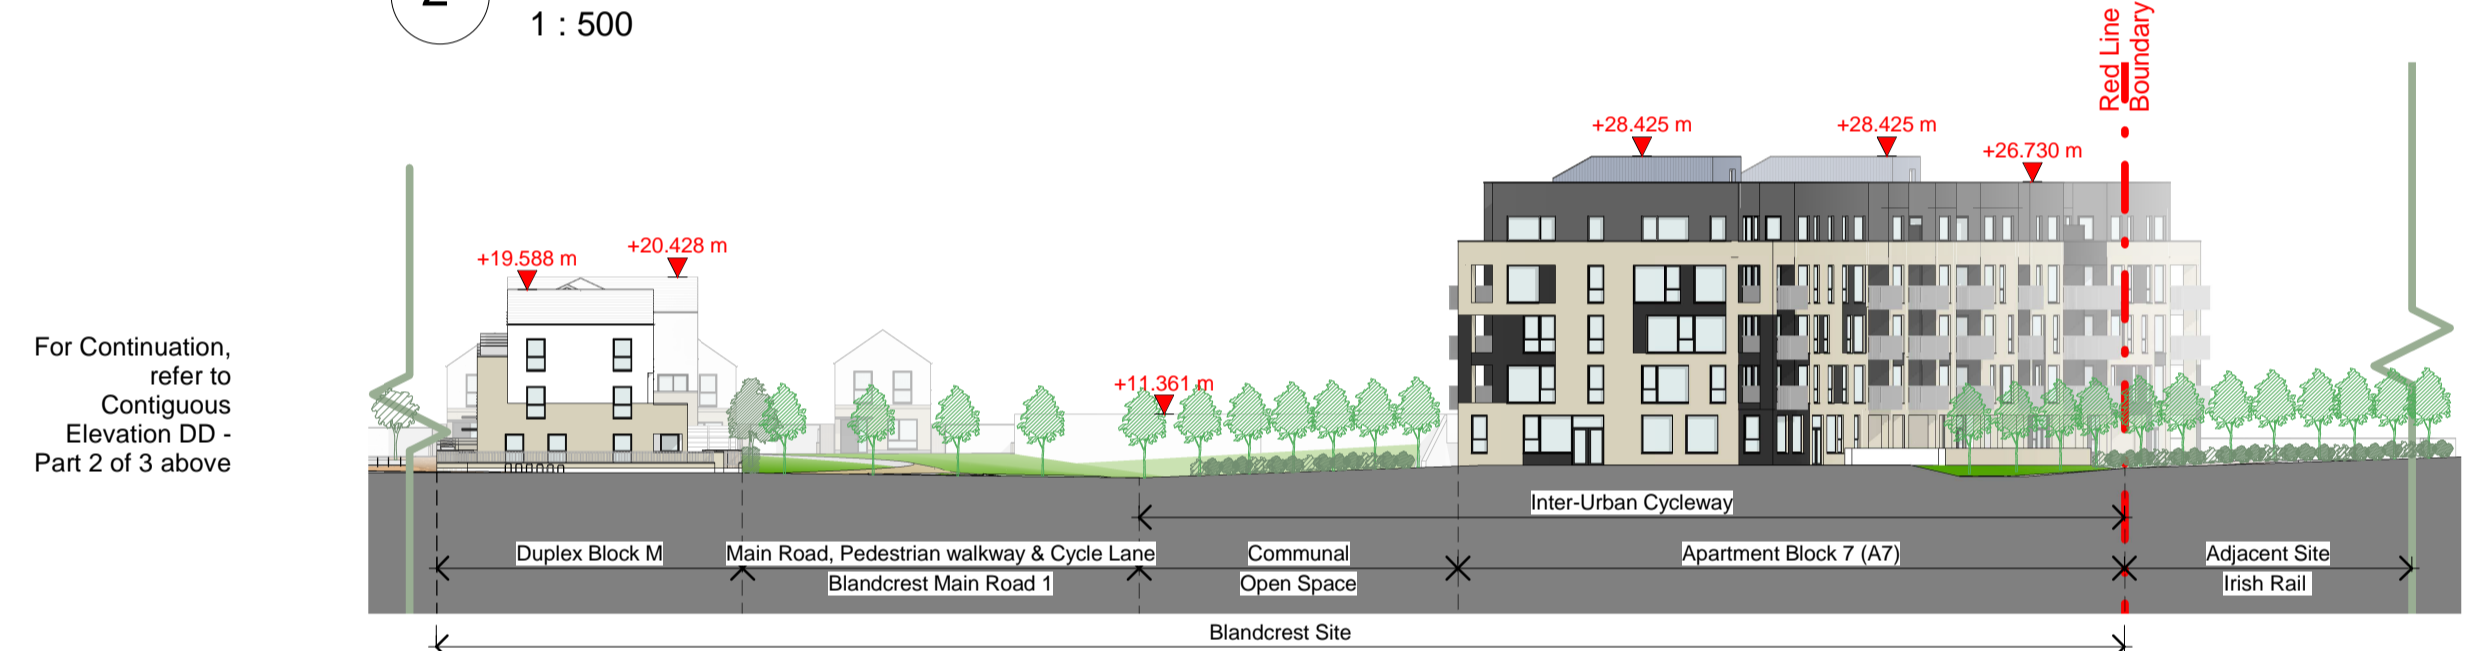 1 : 500
Red Line
Boundary
+28.425 m
+28.425 m
+26.730 m
+19.588 m
+20.428 m
+11.361 m
For Continuation,
refer to
Contiguous
Elevation DD -
Part 2 of 3 above
Inter-Urban Cycleway
Duplex Block M
Main Road, Pedestrian walkway & Cycle Lane
Blandcrest Main Road 1
Communal
Open Space
Apartment Block 7 (A7)
Adjacent Site
Irish Rail
Blandcrest Site